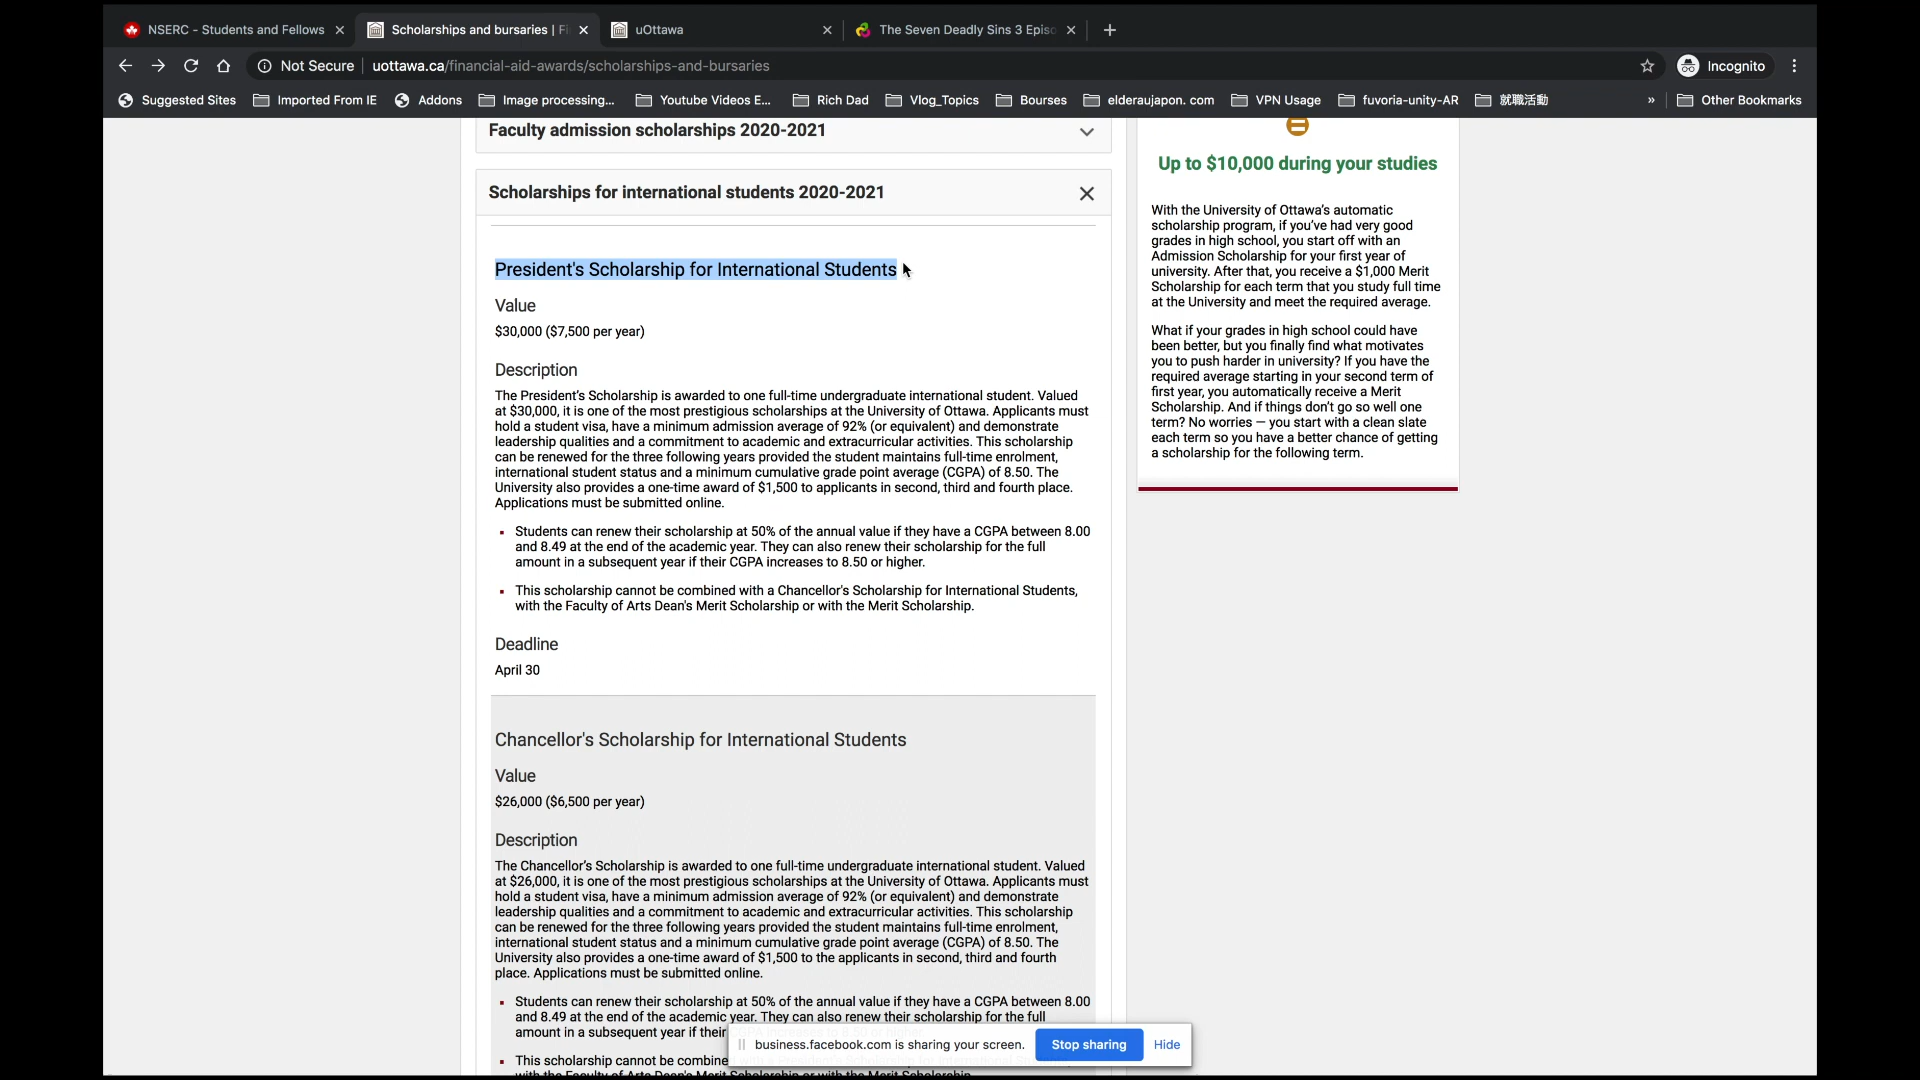 NSERC - Students and Fellows
Scholarships and bursaries | Fi
uOttawa
The Seven Deadly Sins 3 Episo
Not Secure
uottawa.ca/financial-aid-awards/scholarships-and-bursaries
Incognito
Suggested Sites
Imported From IE
Addons
Image processing...
Youtube Videos E...
Rich Dad
Vlog_Topics
Bourses
elderaujapon. com
VPN Usage
fuvoria-unity-AR
就職活動
»
Other Bookmarks
Faculty admission scholarships 2020-2021
Scholarships for international students 2020-2021
President's Scholarship for International Students
Value
$30,000 ($7,500 per year)
Description
The President's Scholarship is awarded to one full-time undergraduate international student. Valued
at $30,000, it is one of the most prestigious scholarships at the University of Ottawa. Applicants must
hold a student visa, have a minimum admission average of 92% (or equivalent) and demonstrate
leadership qualities and a commitment to academic and extracurricular activities. This scholarship
can be renewed for the three following years provided the student maintains full-time enrolment,
international student status and a minimum cumulative grade point average (CGPA) of 8.50. The
University also provides a one-time award of $1,500 to applicants in second, third and fourth place.
Applications must be submitted online.
Students can renew their scholarship at 50% of the annual value if they have a CGPA between 8.00
and 8.49 at the end of the academic year. They can also renew their scholarship for the full
amount in a subsequent year if their CGPA increases to 8.50 or higher.
This scholarship cannot be combined with a Chancellor's Scholarship for International Students,
with the Faculty of Arts Dean's Merit Scholarship or with the Merit Scholarship.
Deadline
April 30
Chancellor's Scholarship for International Students
Value
$26,000 ($6,500 per year)
Description
The Chancellor's Scholarship is awarded to one full-time undergraduate international student. Valued
at $26,000, it is one of the most prestigious scholarships at the University of Ottawa. Applicants must
hold a student visa, have a minimum admission average of 92% (or equivalent) and demonstrate
leadership qualities and a commitment to academic and extracurricular activities. This scholarship
can be renewed for the three following years provided the student maintains full-time enrolment,
international student status and a minimum cumulative grade point average (CGPA) of 8.50. The
University also provides a one-time award of $1,500 to the applicants in second, third and fourth
place. Applications must be submitted online.
Students can renew their scholarship at 50% of the annual value if they have a CGPA between 8.00
and 8.49 at the end of the academic year. They can also renew their scholarship for the full
amount in a subsequent year if their
This scholarship cannot be combine
with the Faculty of Arts Dean's Merit Scholarship or with the Merit Scholarship.
Up to $10,000 during your studies
With the University of Ottawa's automatic
scholarship program, if you've had very good
grades in high school, you start off with an
Admission Scholarship for your first year of
university. After that, you receive a $1,000 Merit
Scholarship for each term that you study full time
at the University and meet the required average.
What if your grades in high school could have
been better, but you finally find what motivates
you to push harder in university? If you have the
required average starting in your second term of
first year, you automatically receive a Merit
Scholarship. And if things don't go so well one
term? No worries — you start with a clean slate
each term so you have a better chance of getting
a scholarship for the following term.
business.facebook.com is sharing your screen.
Stop sharing
Hide